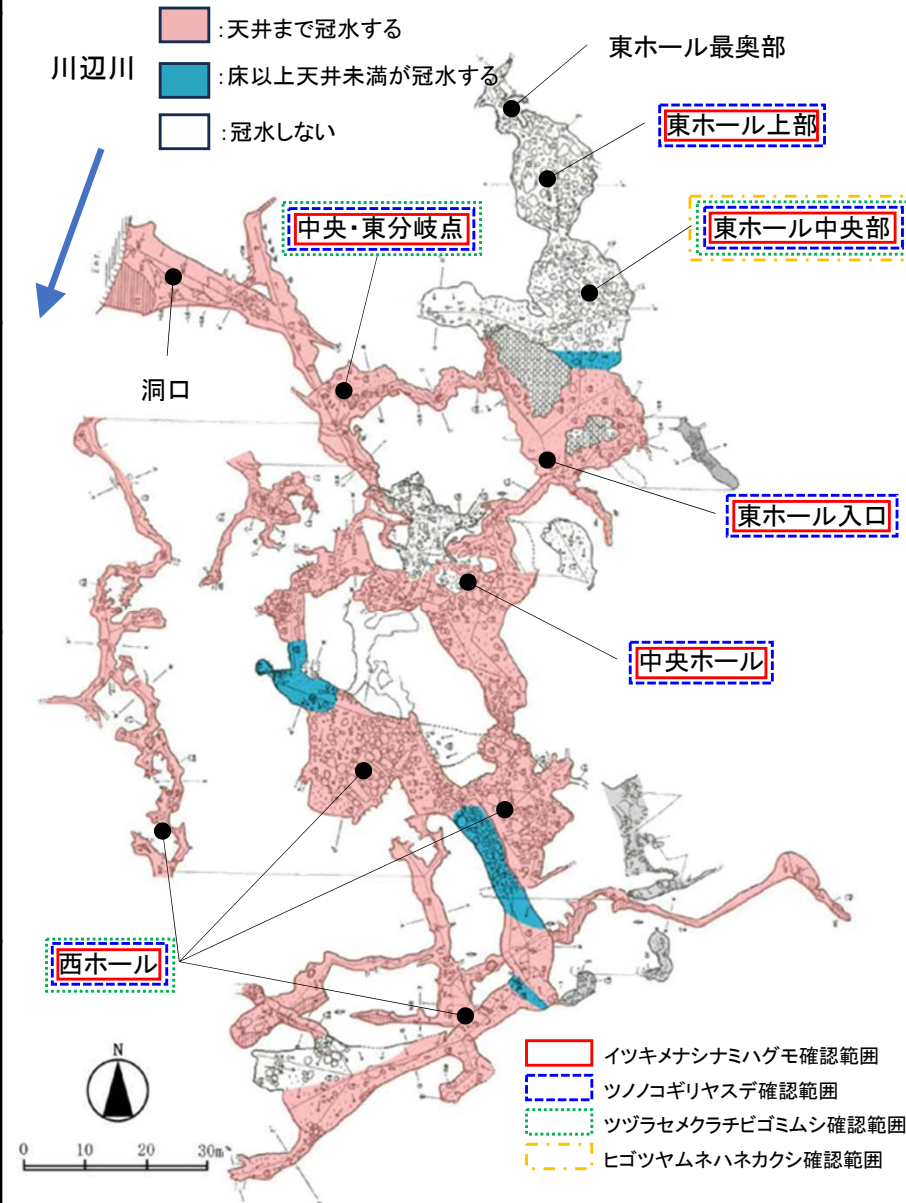 川辺川
：天井まで冠水する
：床以上天井未満が冠水する
：冠水しない
東ホール最奥部
東ホール上部
中央・東分岐点
東ホール中央部
洞口
東ホール入口
中央ホール
西ホール
N
0 10 20 30m
イツキメナシナミハグモ確認範囲
ツノノコギリヤスデ確認範囲
ツヅラセメクラチビゴミムシ確認範囲
ヒゴツヤムネハネカクシ確認範囲